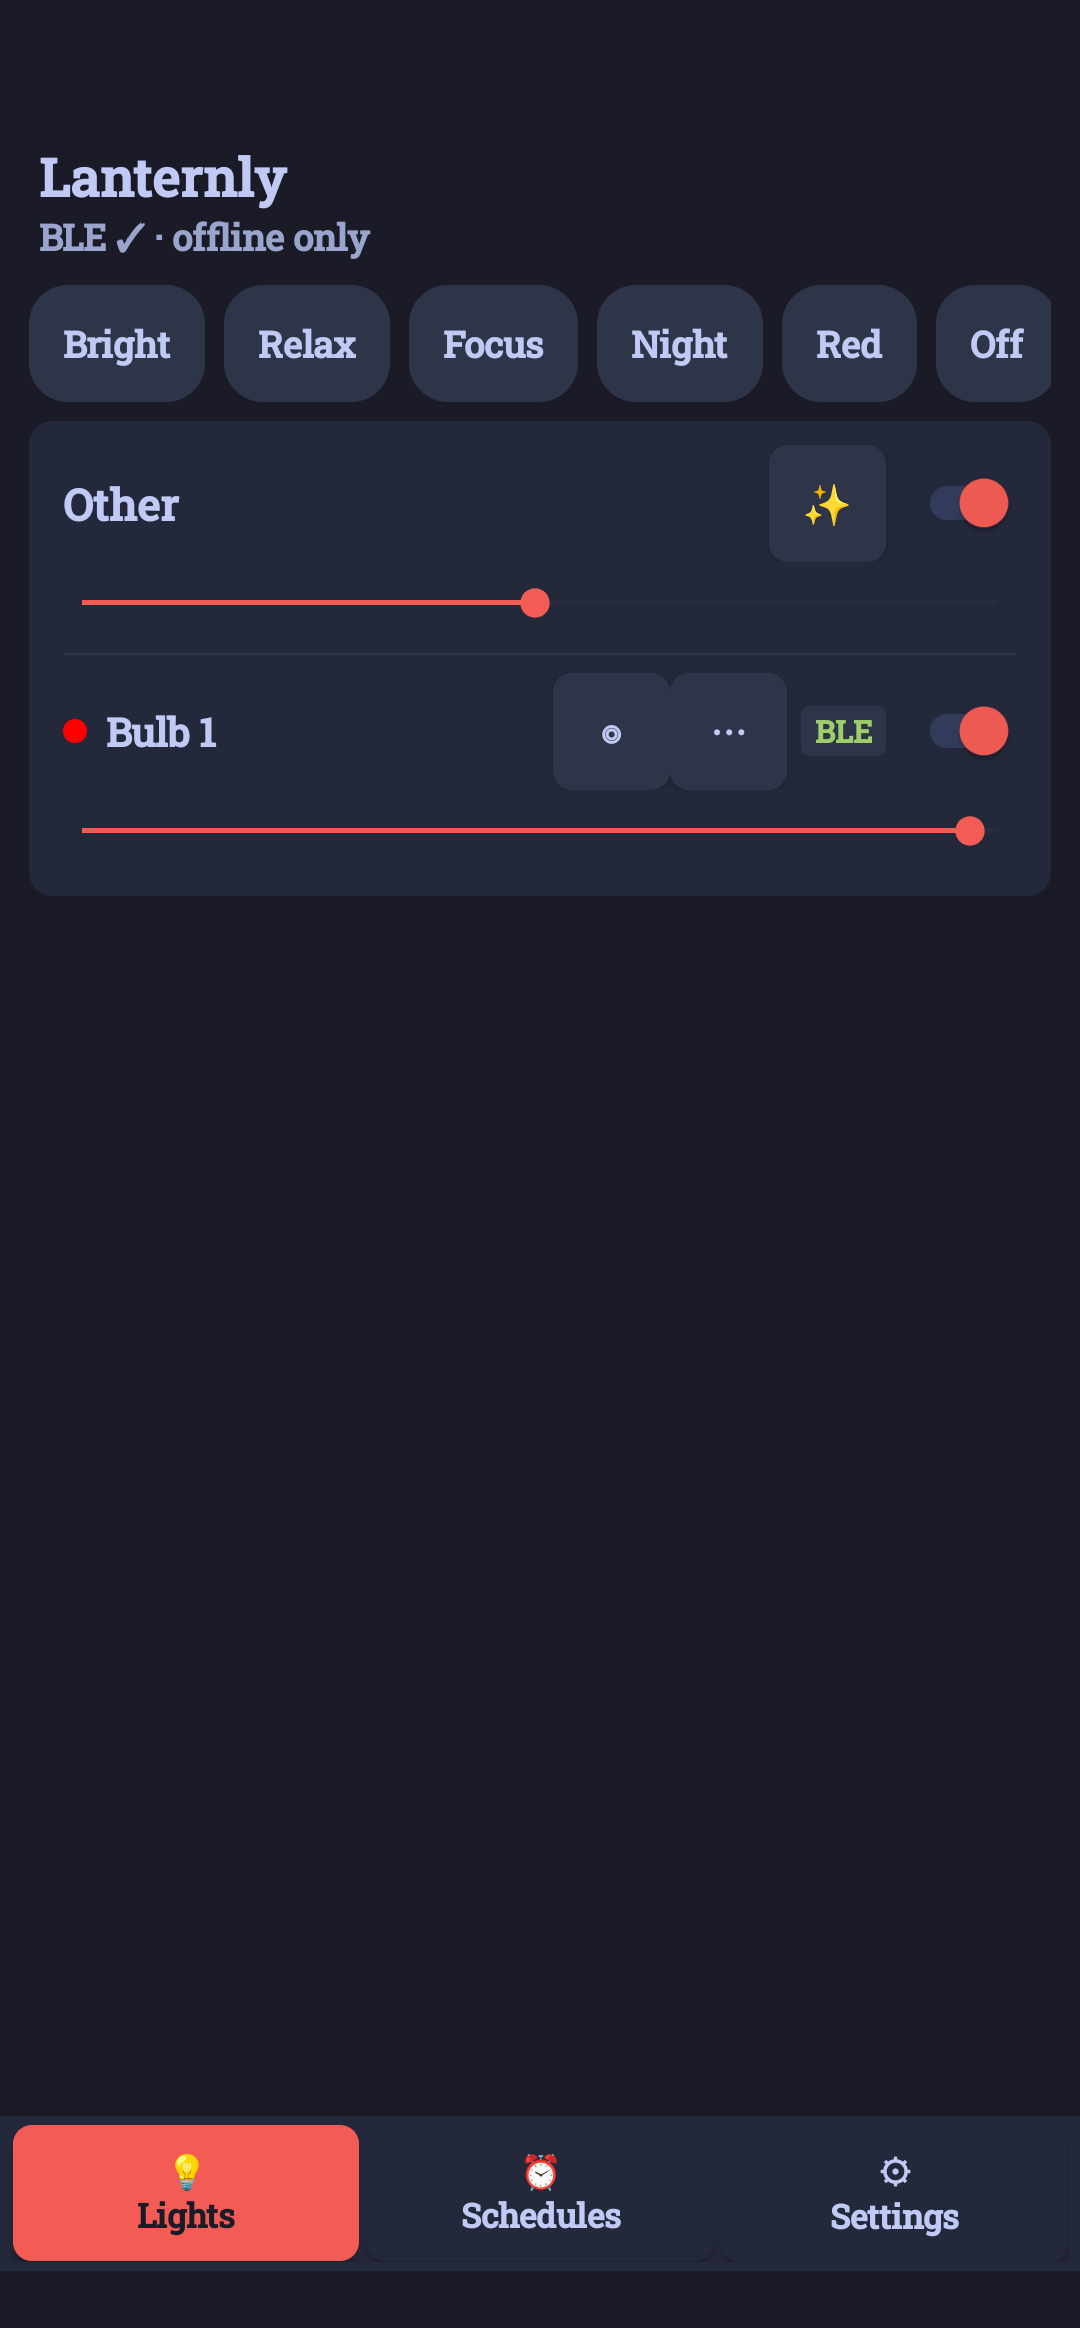 Lanternly
BLE ✓ · offline only
Bright Relax Focus Night Red Off
Other
Bulb 1 ... BLE
Lights Schedules Settings